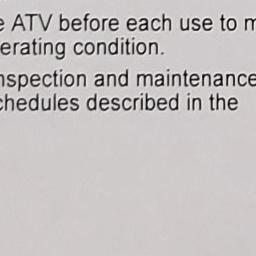 ATV before each use to
erating condition.
nspection and maintenance
chedules described in the